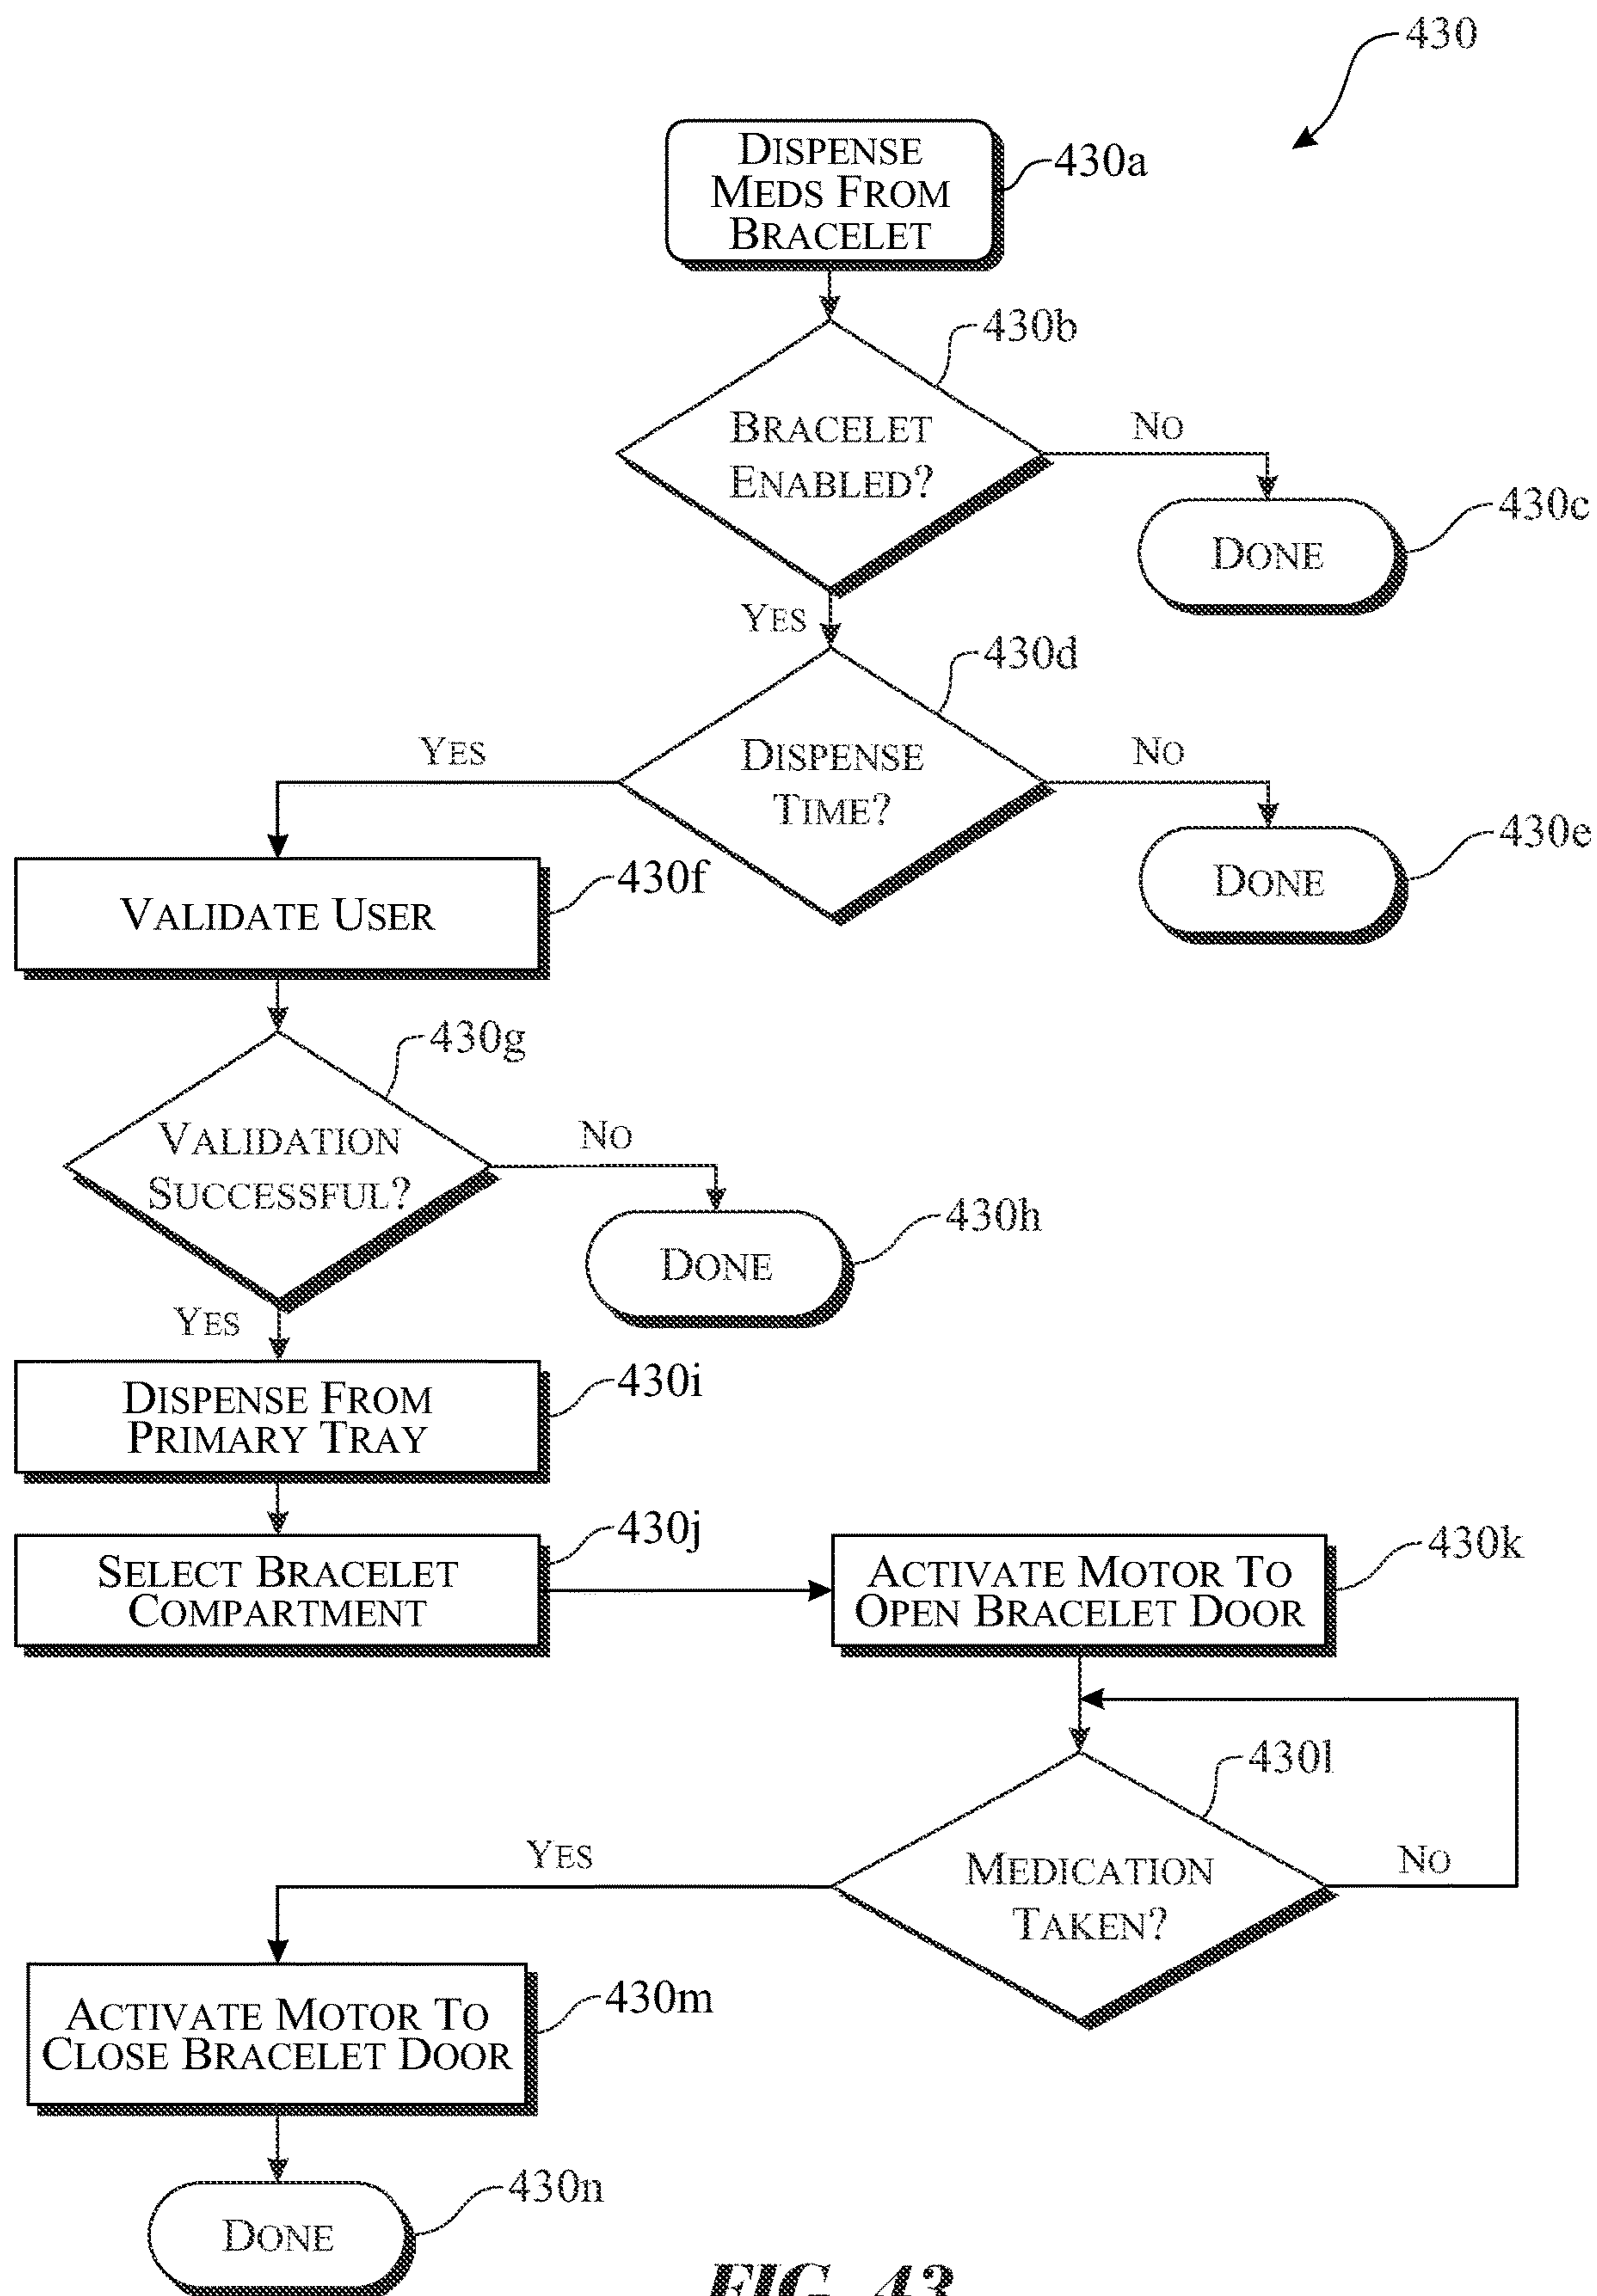 430
DISPENSE
MEDS FROM
BRACELET
430a
430b
BRACELET
ENABLED?
NO
430c
DONE
YES
430d
DISPENSE
TIME?
YES
NO
430e
DONE
430f
VALIDATE USER
430g
VALIDATION
SUCCESSFUL?
NO
430h
DONE
YES
430i
DISPENSE FROM
PRIMARY TRAY
430j
SELECT BRACELET
COMPARTMENT
430k
ACTIVATE MOTOR TO
OPEN BRACELET DOOR
430l
MEDICATION
TAKEN?
YES
NO
430m
ACTIVATE MOTOR TO
CLOSE BRACELET DOOR
430n
DONE
FIG. 43